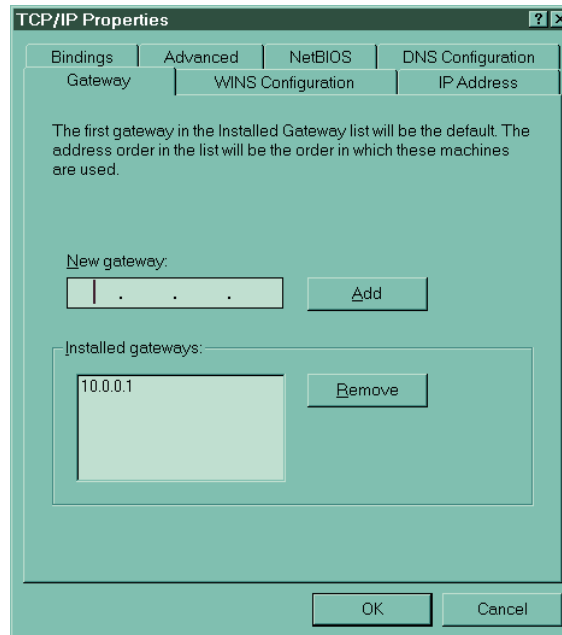 TCP/IP Properties
Bindings Advanced NetBIOS DNS Configuration
Gateway WINS Configuration IP Address
The first gateway in the Installed Gateway list will be the default. The
address order in the list will be the order in which these machines
are used.
New gateway:
. . .
Add
Installed gateways:
10.0.0.1
Remove
OK Cancel